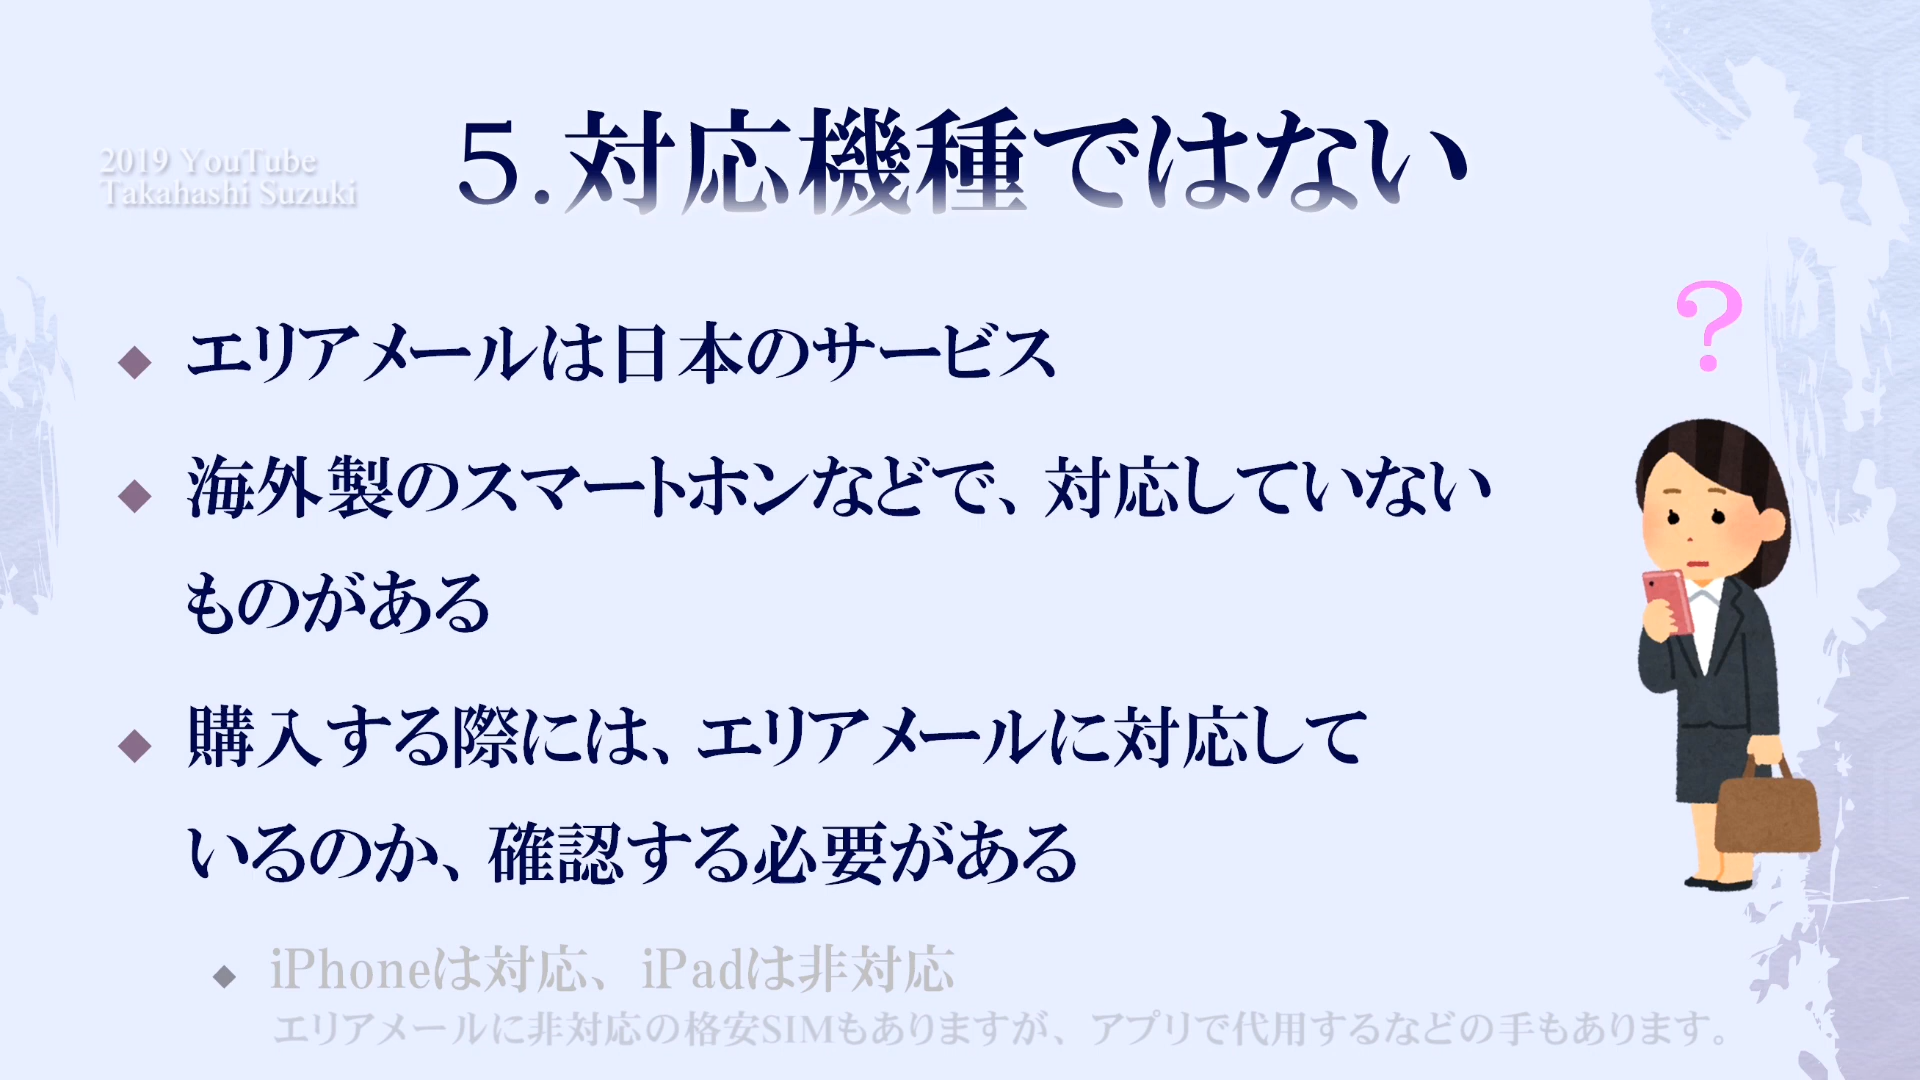 2019 YouTube
Takahashi Suzuki
5.対応機種ではない
?
エリアメールは日本のサービス
海外製のスマートホンなどで、対応していない
ものがある
購入する際には、エリアメールに対応して
いるのか、確認する必要がある
iPhoneは対応、iPadは非対応
エリアメールに非対応の格安SIMもありますが、アプリで代用するなどの手もあります。